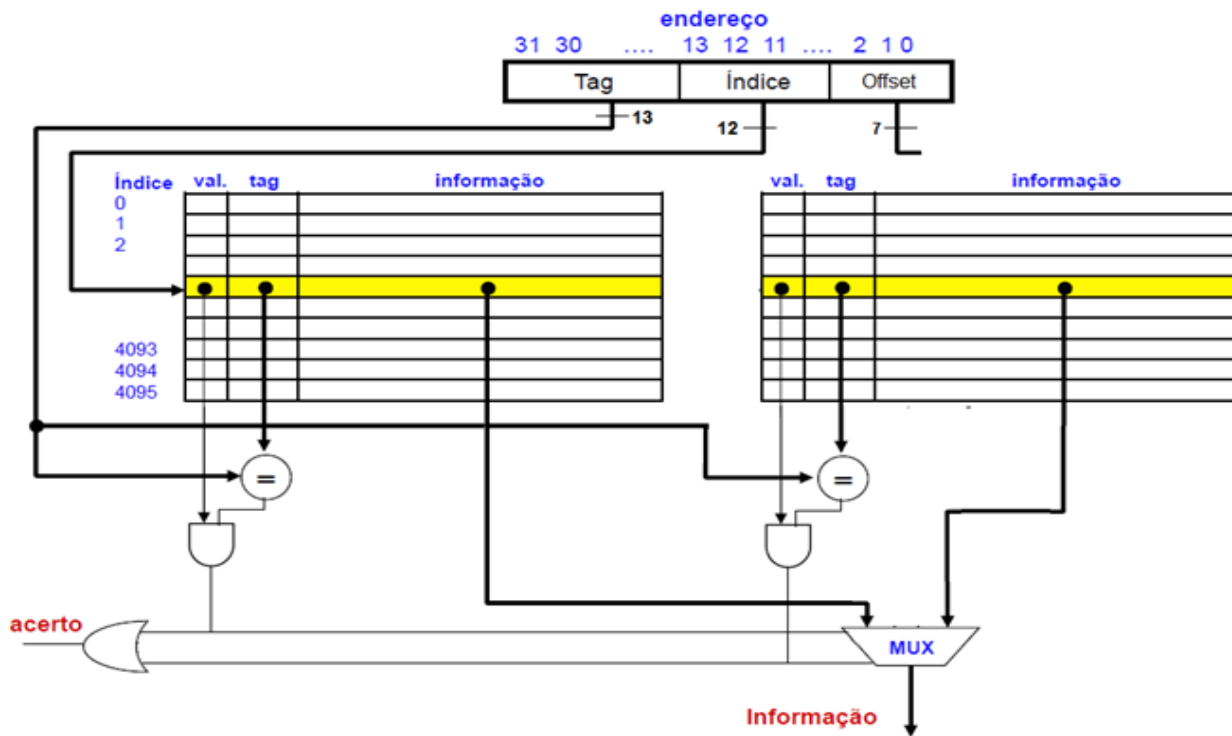 endereço
31 30 .... 13 12 11 .... 2 1 0
Tag Índice Offset
13 12 7
Índice val. tag informação val. tag informação
0
1
2
4093
4094
4095
= =
acerto
MUX
Informação